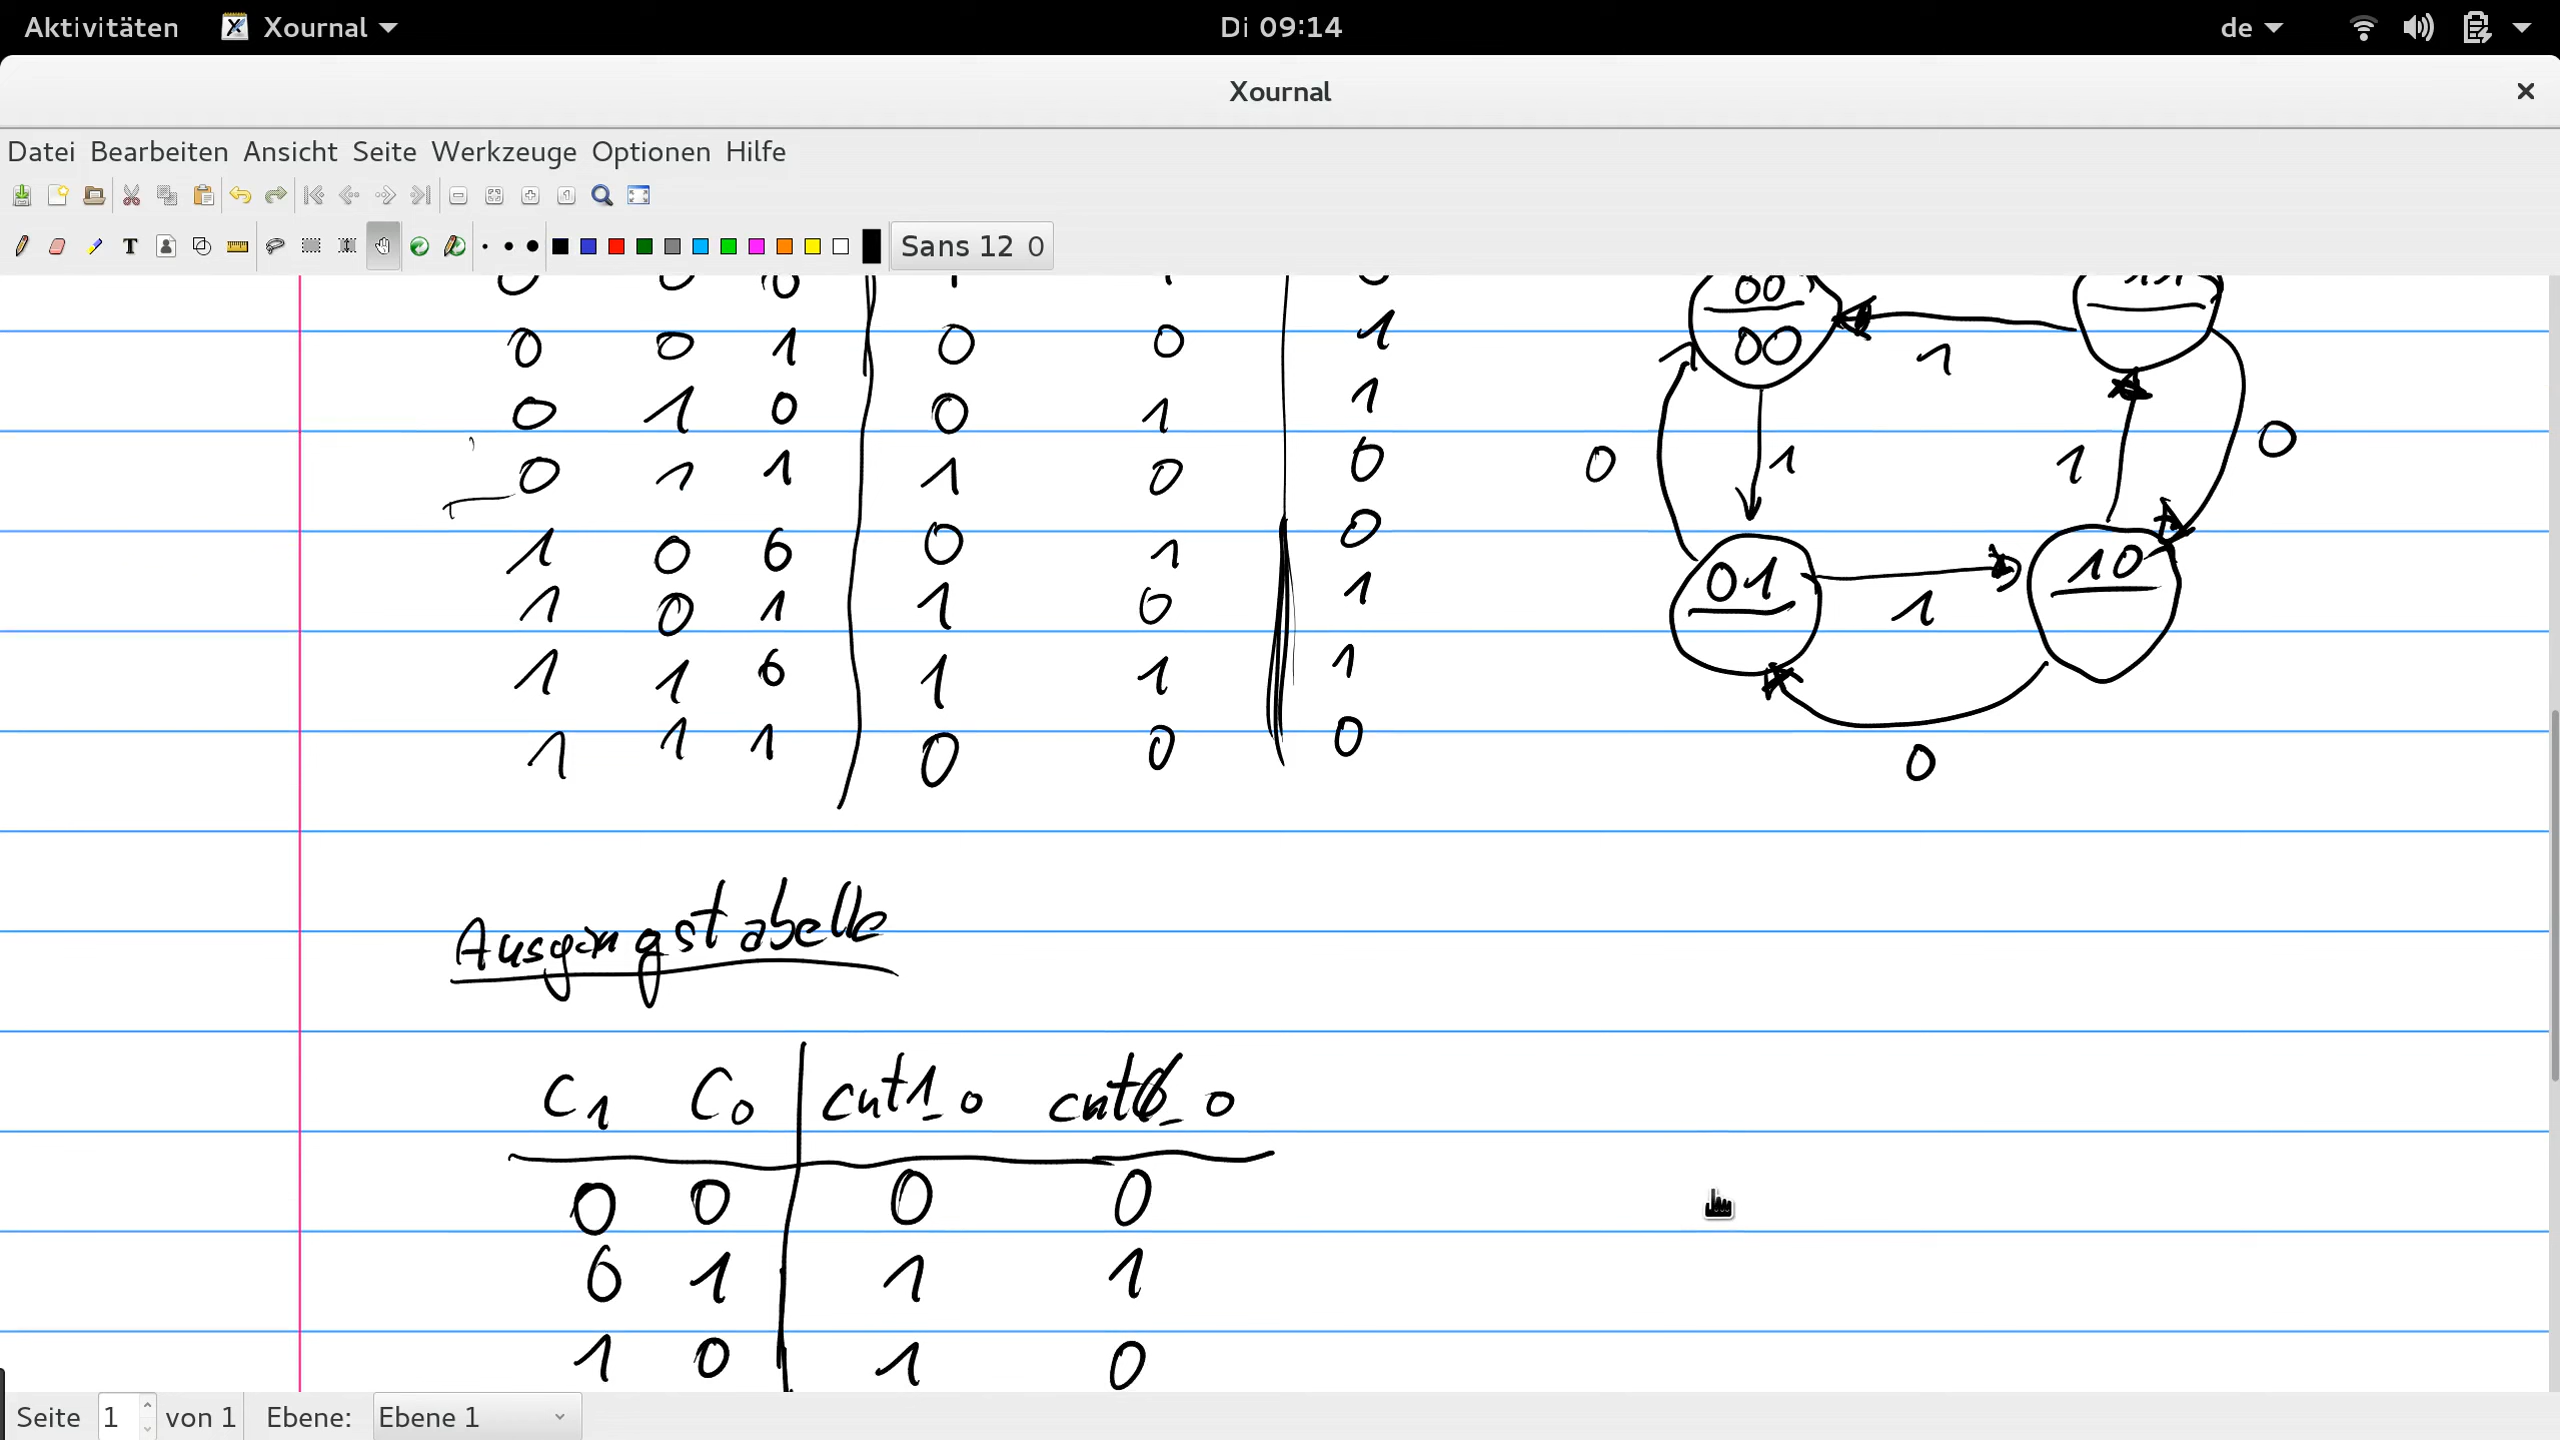 Aktivitäten Xournal Di 09:14 de
Xournal
Datei Bearbeiten Ansicht Seite Werkzeuge Optionen Hilfe
Sans 12 0
0 0 1 0 0 1
0 1 0 0 1 1
0 1 1 1 0 0
1 0 0 0 1 0
1 0 1 1 0 1
1 1 0 1 1 1
1 1 1 0 0 0
00
00
1
0
1
1
0
01
1
10
0
Ausgangstabelle
C1 C0 cnt1_o cnt0_o
0 0 0 0
0 1 1 1
1 0 1 0
Seite 1 von 1 Ebene: Ebene 1